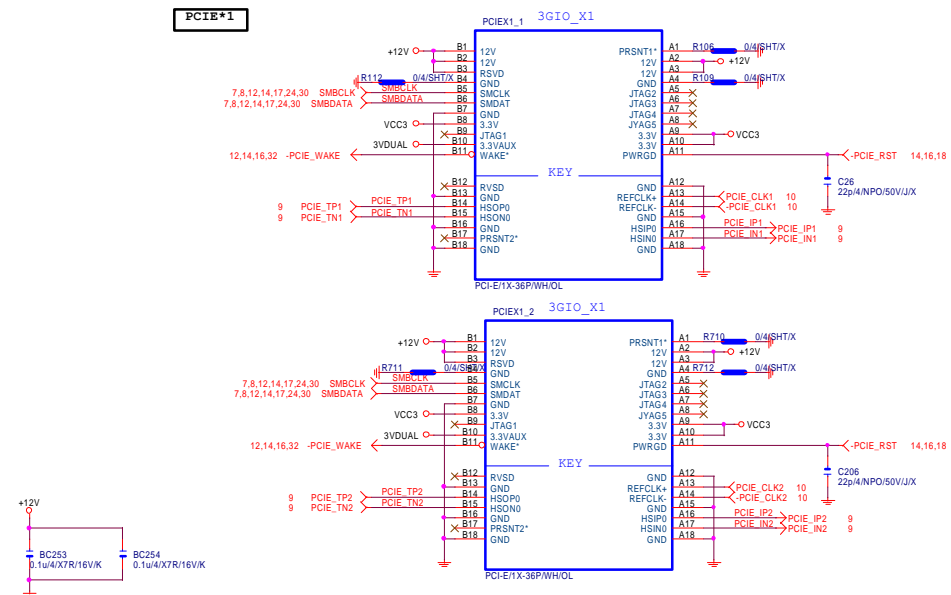 PCIE*1
PCIEX1_1 3GIO_X1
+12V B1 12V PRSNT1* A1 R106 0/4/SHT/X
B2 12V 12V A2 +12V
B3 RSVD 12V A3
R112 0/4/SHT/X B4 GND GND A4 R109 0/4/SHT/X
7,8,12,14,17,24,30 SMBCLK SMBCLK B5 SMCLK JTAG2 A5
7,8,12,14,17,24,30 SMBDATA SMBDATA B6 SMDAT JTAG3 A6
B7 GND JTAG4 A7
VCC3 B8 3.3V JYAG5 A8
B9 JTAG1 3.3V A9 VCC3
3VDUAL B10 3.3VAUX 3.3V A10
12,14,16,32 -PCIE_WAKE B11 WAKE* PWRGD A11 -PCIE_RST 14,16,18
KEY
C26
22p/4/NPO/50V/J/X
B12 RVSD GND A12
B13 GND REFCLK+ A13 PCIE_CLK1 10
9 PCIE_TP1 PCIE_TP1 B14 HSOP0 REFCLK- A14 -PCIE_CLK1 10
9 PCIE_TN1 PCIE_TN1 B15 HSON0 GND A15
B16 GND HSIP0 A16 PCIE_IP1 PCIE_IP1 9
B17 PRSNT2* HSIN0 A17 PCIE_IN1 PCIE_IN1 9
B18 GND GND A18
PCI-E/1X-36P/WH/OL
PCIEX1_2 3GIO_X1
+12V B1 12V PRSNT1* A1 R710 0/4/SHT/X
B2 12V 12V A2 +12V
B3 RSVD 12V A3
R711 0/4/SHT/X B4 GND GND A4 R712 0/4/SHT/X
7,8,12,14,17,24,30 SMBCLK SMBCLK B5 SMCLK JTAG2 A5
7,8,12,14,17,24,30 SMBDATA SMBDATA B6 SMDAT JTAG3 A6
B7 GND JTAG4 A7
VCC3 B8 3.3V JYAG5 A8
B9 JTAG1 3.3V A9 VCC3
3VDUAL B10 3.3VAUX 3.3V A10
12,14,16,32 -PCIE_WAKE B11 WAKE* PWRGD A11 -PCIE_RST 14,16,18
KEY
C206
22p/4/NPO/50V/J/X
B12 RVSD GND A12
B13 GND REFCLK+ A13 PCIE_CLK2 10
9 PCIE_TP2 PCIE_TP2 B14 HSOP0 REFCLK- A14 -PCIE_CLK2 10
9 PCIE_TN2 PCIE_TN2 B15 HSON0 GND A15
B16 GND HSIP0 A16 PCIE_IP2 PCIE_IP2 9
B17 PRSNT2* HSIN0 A17 PCIE_IN2 PCIE_IN2 9
B18 GND GND A18
PCI-E/1X-36P/WH/OL
+12V
BC253
0.1u/4/X7R/16V/K
BC254
0.1u/4/X7R/16V/K